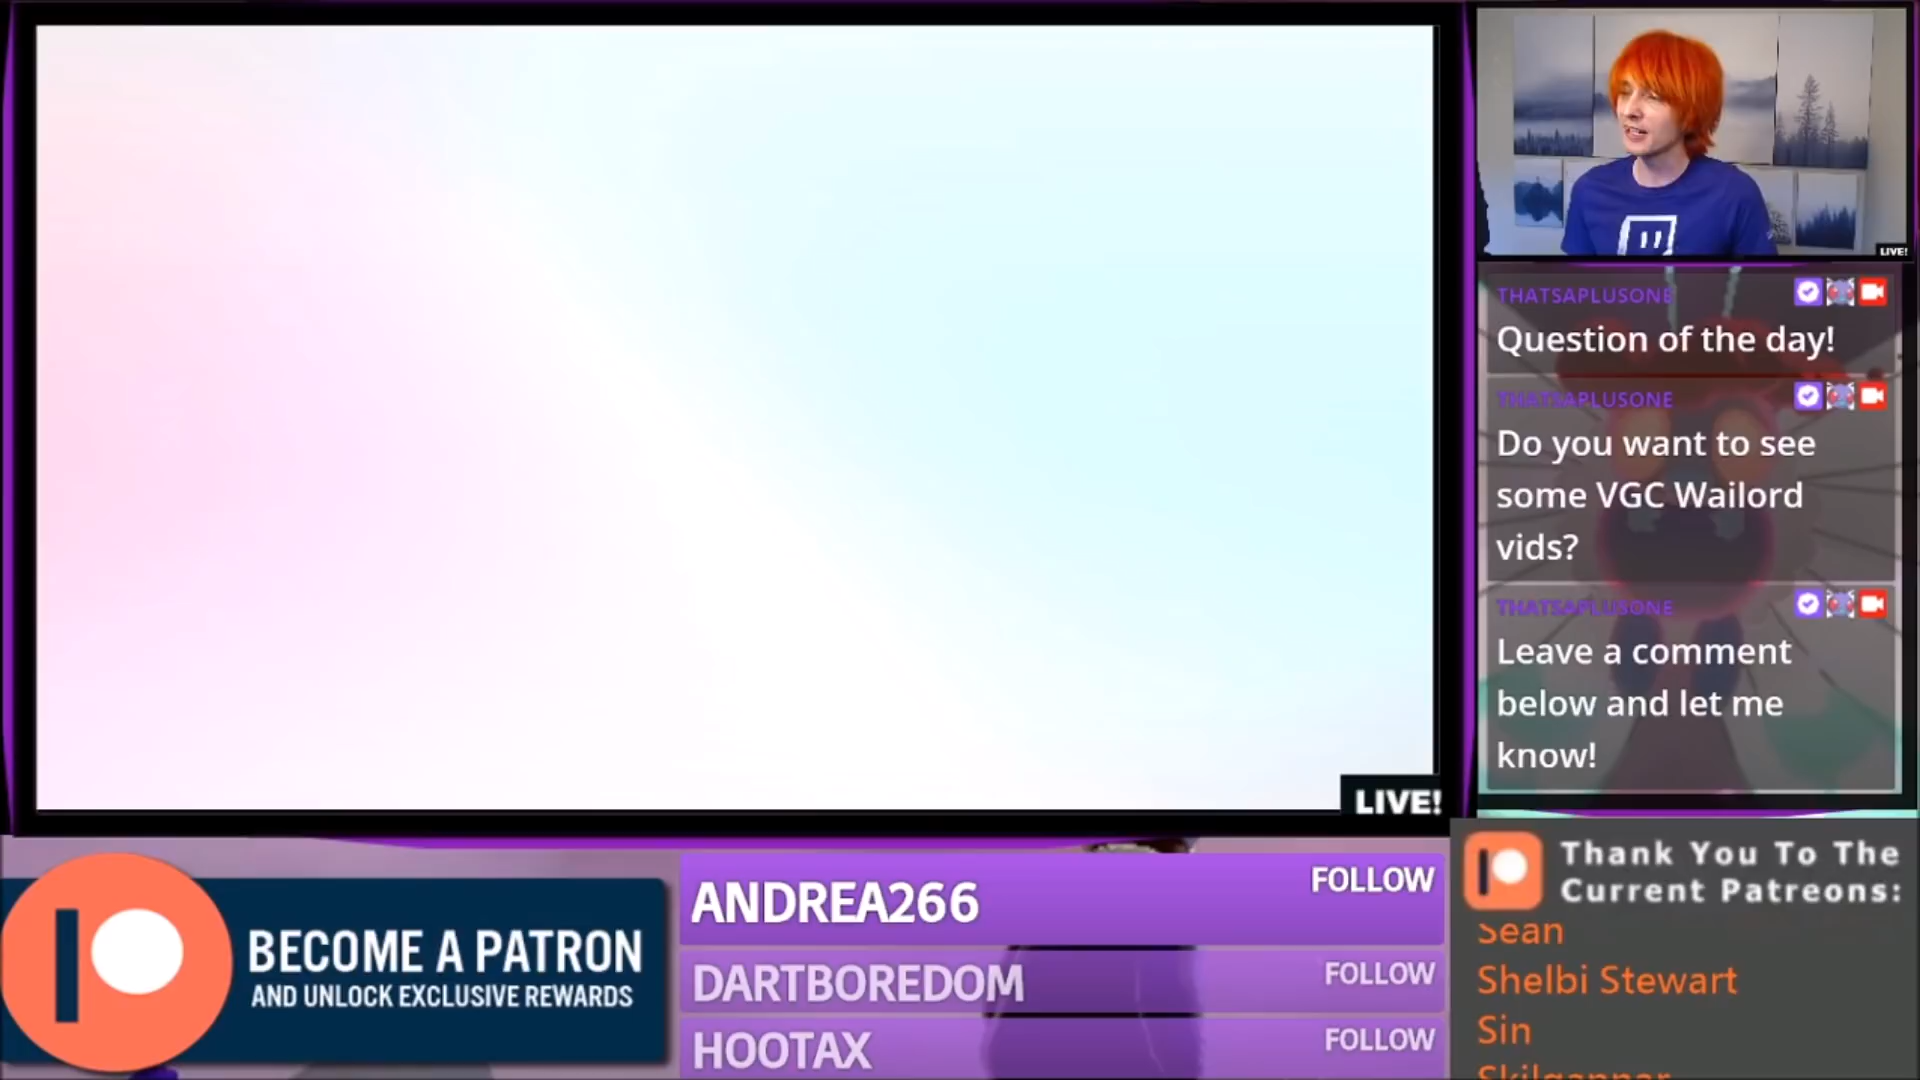 LIVE!
THATSAPLUSONE
Question of the day!
THATSAPLUSONE
Do you want to see
some VGC Wailord
vids?
THATSAPLUSONE
Leave a comment
below and let me
know!
LIVE!
BECOME A PATRON
AND UNLOCK EXCLUSIVE REWARDS
ANDREA266 FOLLOW
DARTBOREDOM FOLLOW
HOOTAX FOLLOW
Thank You To The
Current Patreons:
Sean
Shelbi Stewart
Sin